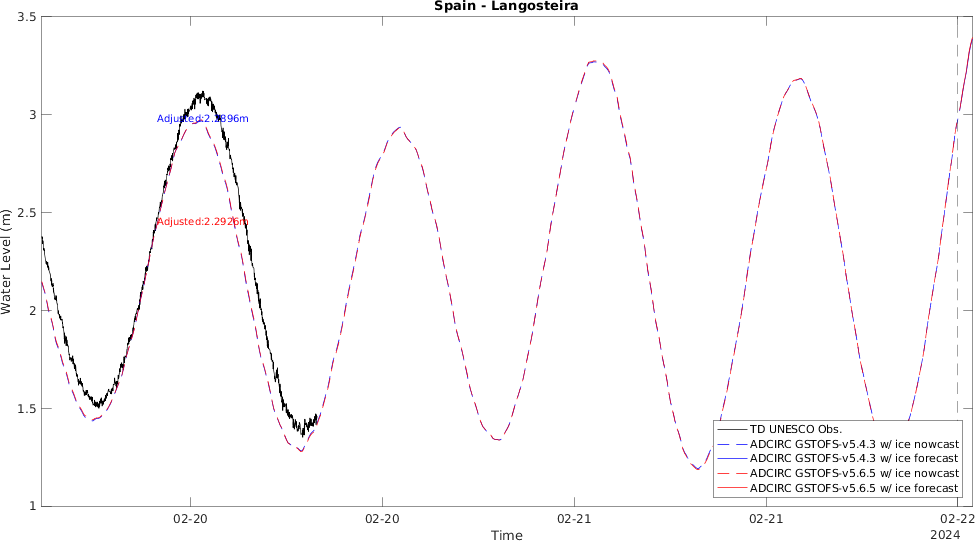 Spain - Langosteira
3.5
3
2.5
2
1.5
1
Water Level (m)
Adjusted:2.2896m
Adjusted:2.2926m
TD UNESCO Obs.
ADCIRC GSTOFS-v5.4.3 w/ ice nowcast
ADCIRC GSTOFS-v5.4.3 w/ ice forecast
ADCIRC GSTOFS-v5.6.5 w/ ice nowcast
ADCIRC GSTOFS-v5.6.5 w/ ice forecast
02-20
02-20
02-21
02-21
02-22
Time
2024